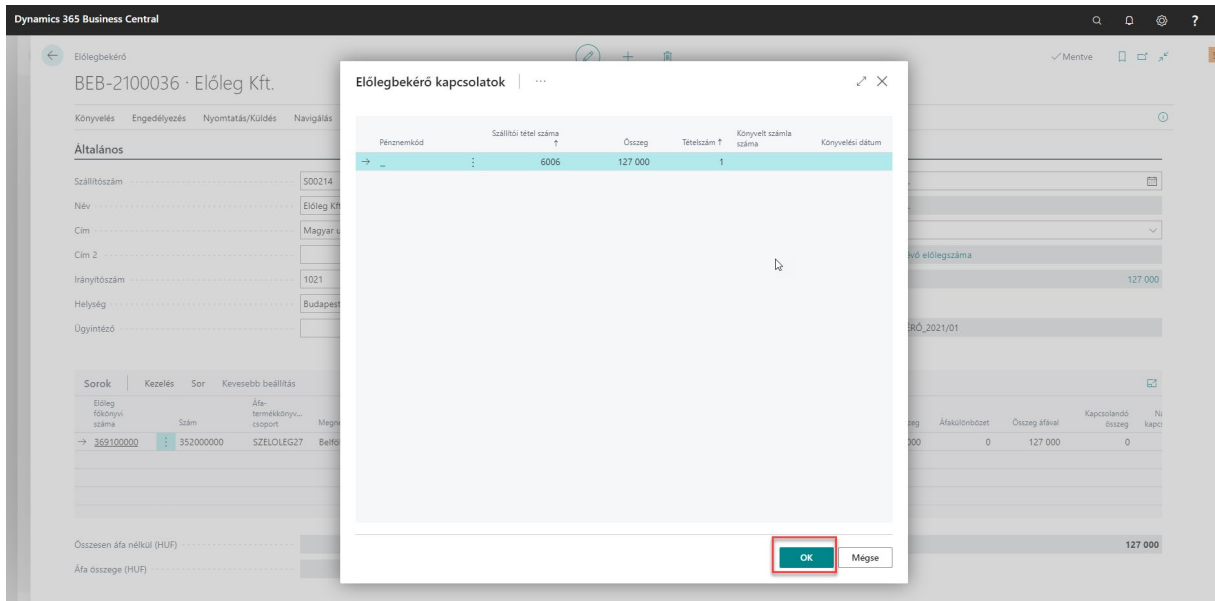 Dynamics 365 Business Central
?
Előlegbekérő
Mentve
BEB-2100036 · Előleg Kft.
Könyvelés Engedélyezés Nyomtatás/Küldés Navigálás
Általános
Szállítószám S00214
Név Előleg Kft
Cím Magyar u
Cím 2
Irányítószám 1021
Helység Budapest
Ügyintéző
Előlegbekérő kapcsolatok
Pénznemkód Szállítói tétel száma ↑ Összeg Tételszám ↑ Könyvelt számla száma Könyvelési dátum
→ _ 6006 127 000 1
OK Mégse
előlegszáma
127 000
RŐ_2021/01
Sorok Kezelés Sor Kevesebb beállítás
Előleg főkönyvi száma Szám Áfa-termékkönyv... csoport Áfakülönbözet Összeg áfával Kapcsolandó összeg
→ 369100000 352000000 SZELOLEG27 Belfö 000 0 127 000 0
Összesen áfa nélkül (HUF) 127 000
Áfa összege (HUF)